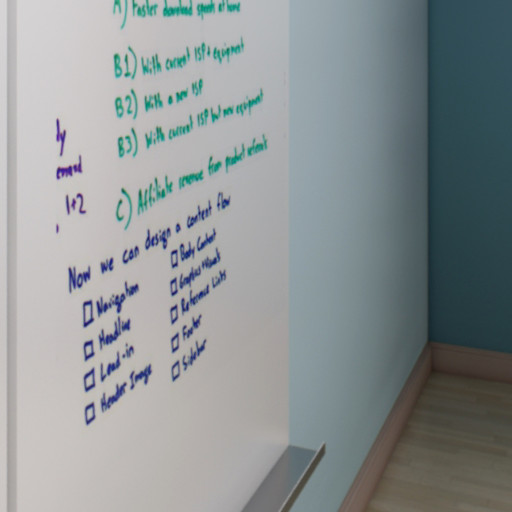 A) Faster download speeds at home
B1) With current ISP + equipment
B2) With a new ISP
B3) With current ISP but new equipment
C) Affiliate revenue from product referrals
ly
1+2
Now we can design a content flow
Navigation
Headline
Lead-in
Header Image
Body Content
Graphics + Visuals
Reference Lists
Footer
Sidebar